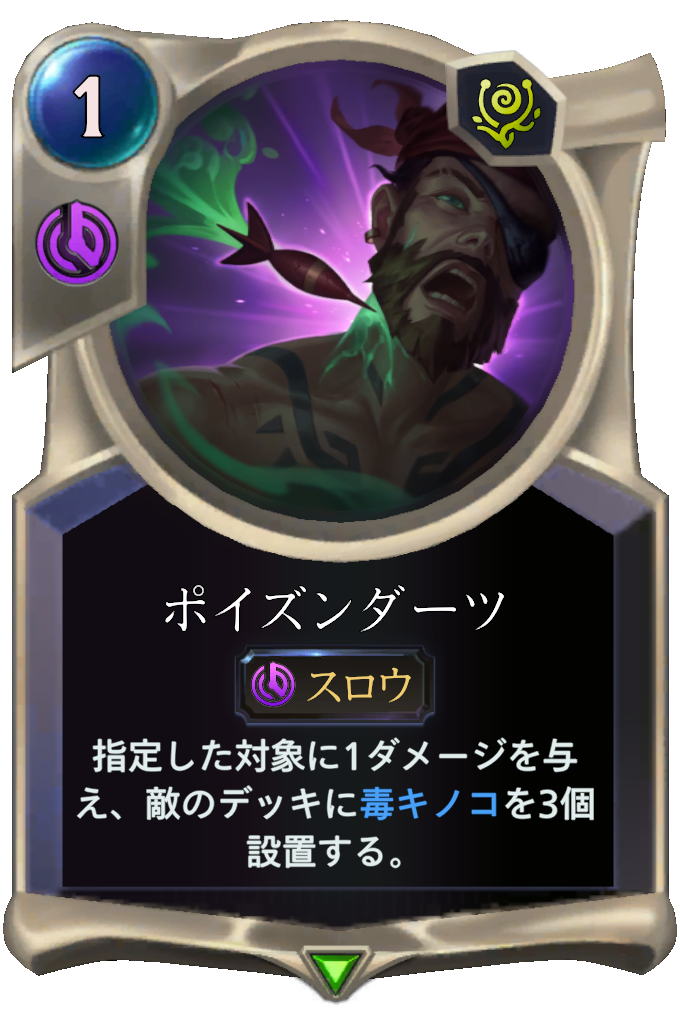 1
ポイズンダーツ
スロウ
指定した対象に1ダメージを与
え、敵のデッキに毒キノコを3個
設置する。